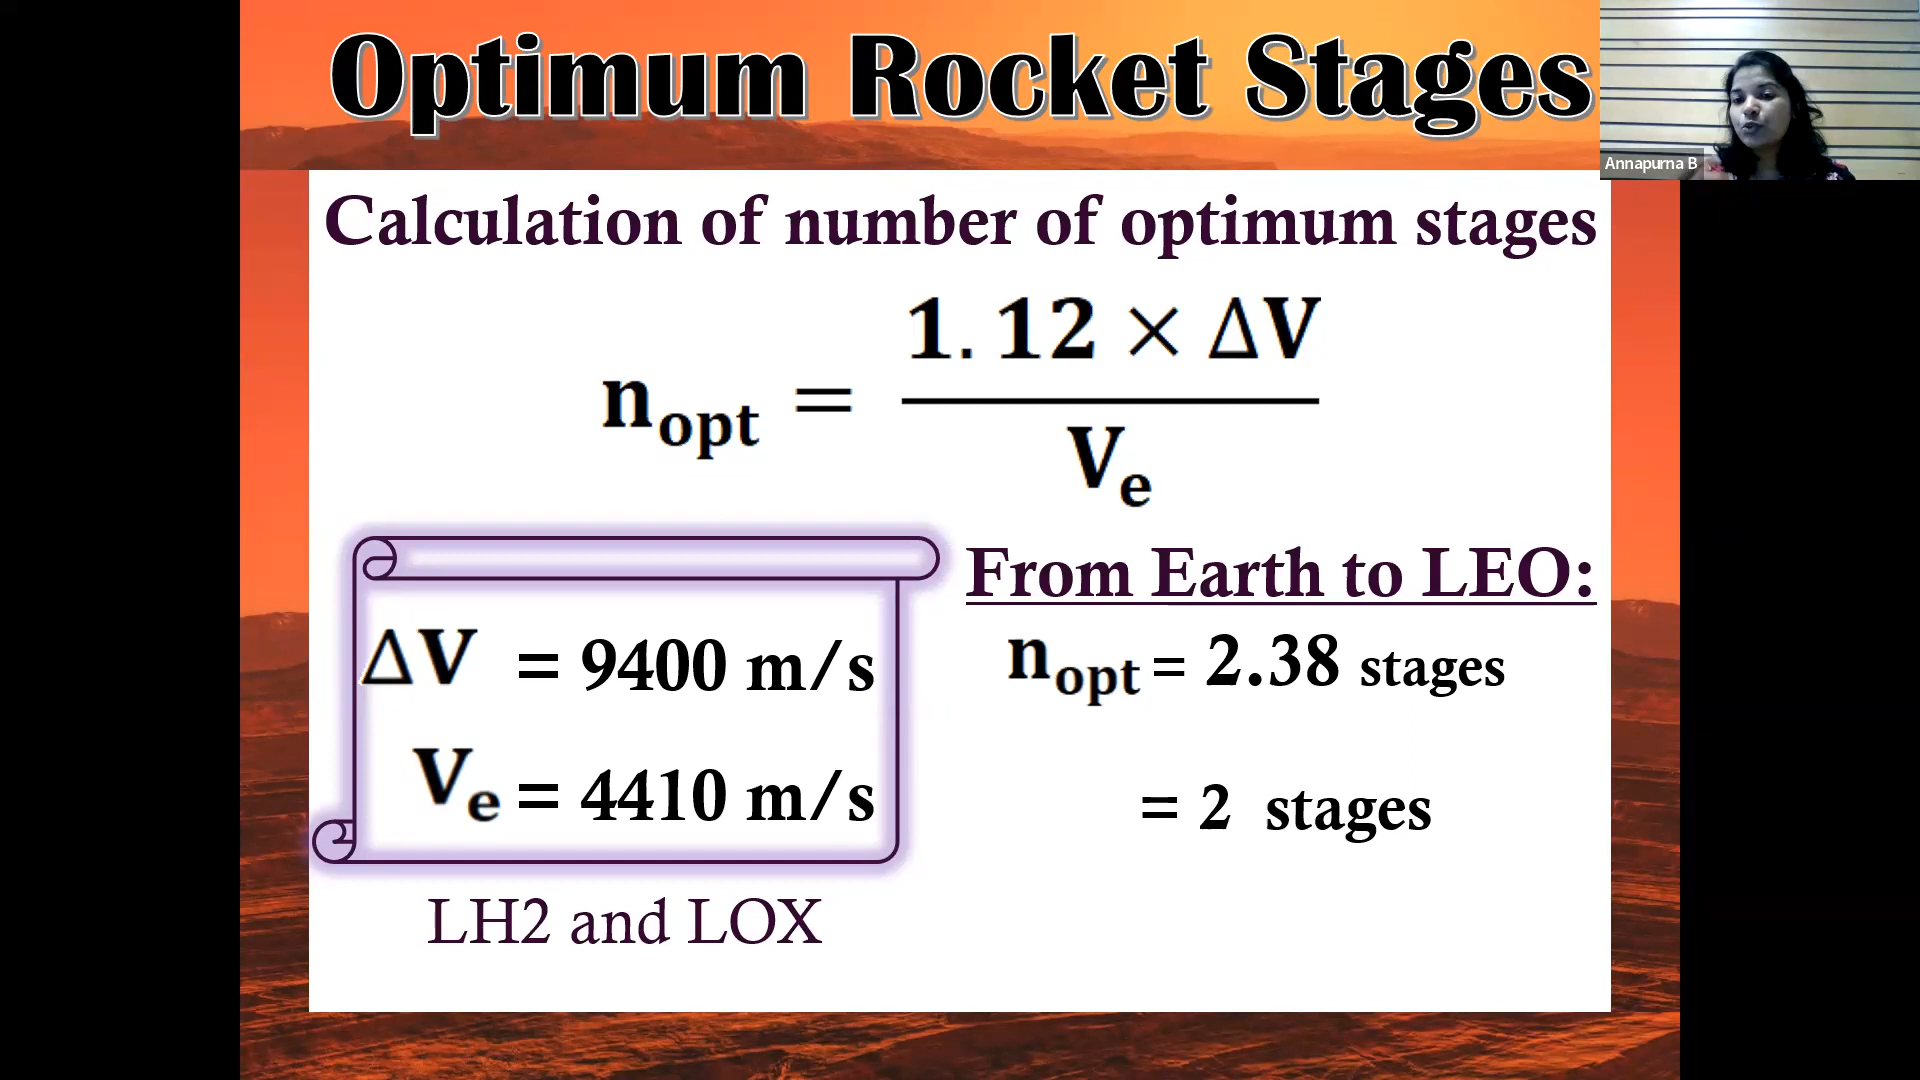 Optimum Rocket Stages
Annapurna B
Calculation of number of optimum stages
n_opt = (1.12 × ΔV) / V_e
ΔV = 9400 m/s
V_e = 4410 m/s
LH2 and LOX
From Earth to LEO:
n_opt = 2.38 stages
= 2 stages